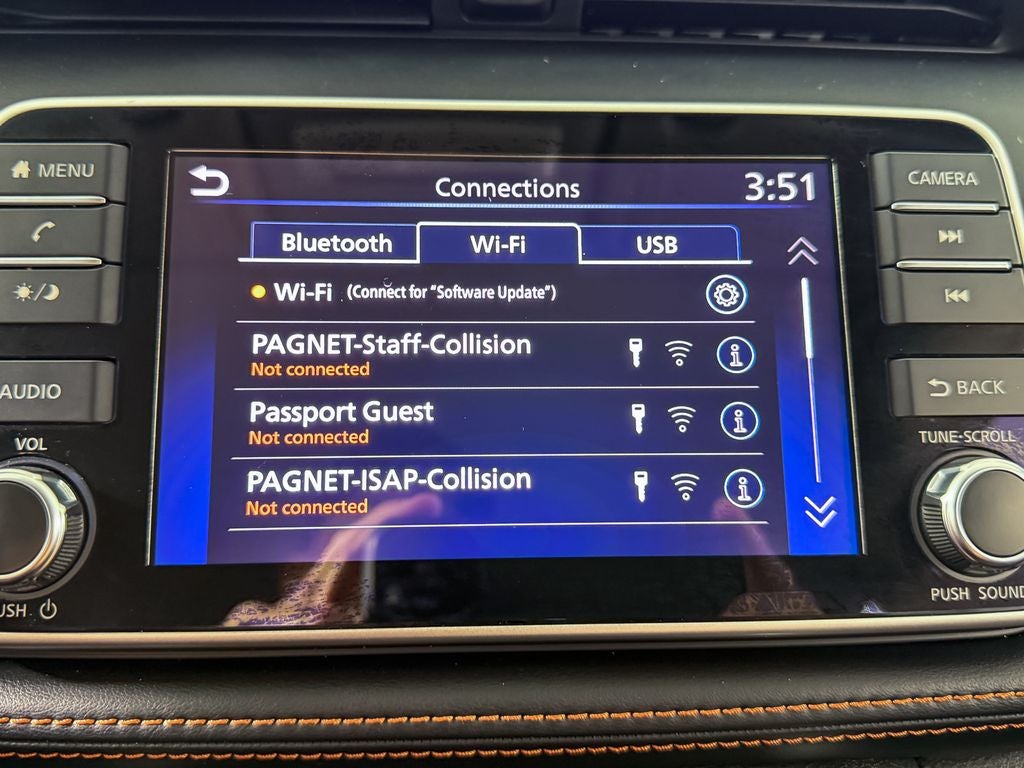 MENU
AUDIO
VOL
Connections
3:51
Bluetooth
Wi-Fi
USB
Wi-Fi (Connect for "Software Update")
PAGNET-Staff-Collision
Not connected
Passport Guest
Not connected
PAGNET-ISAP-Collision
Not connected
CAMERA
BACK
TUNE·SCROLL
PUSH SOUND